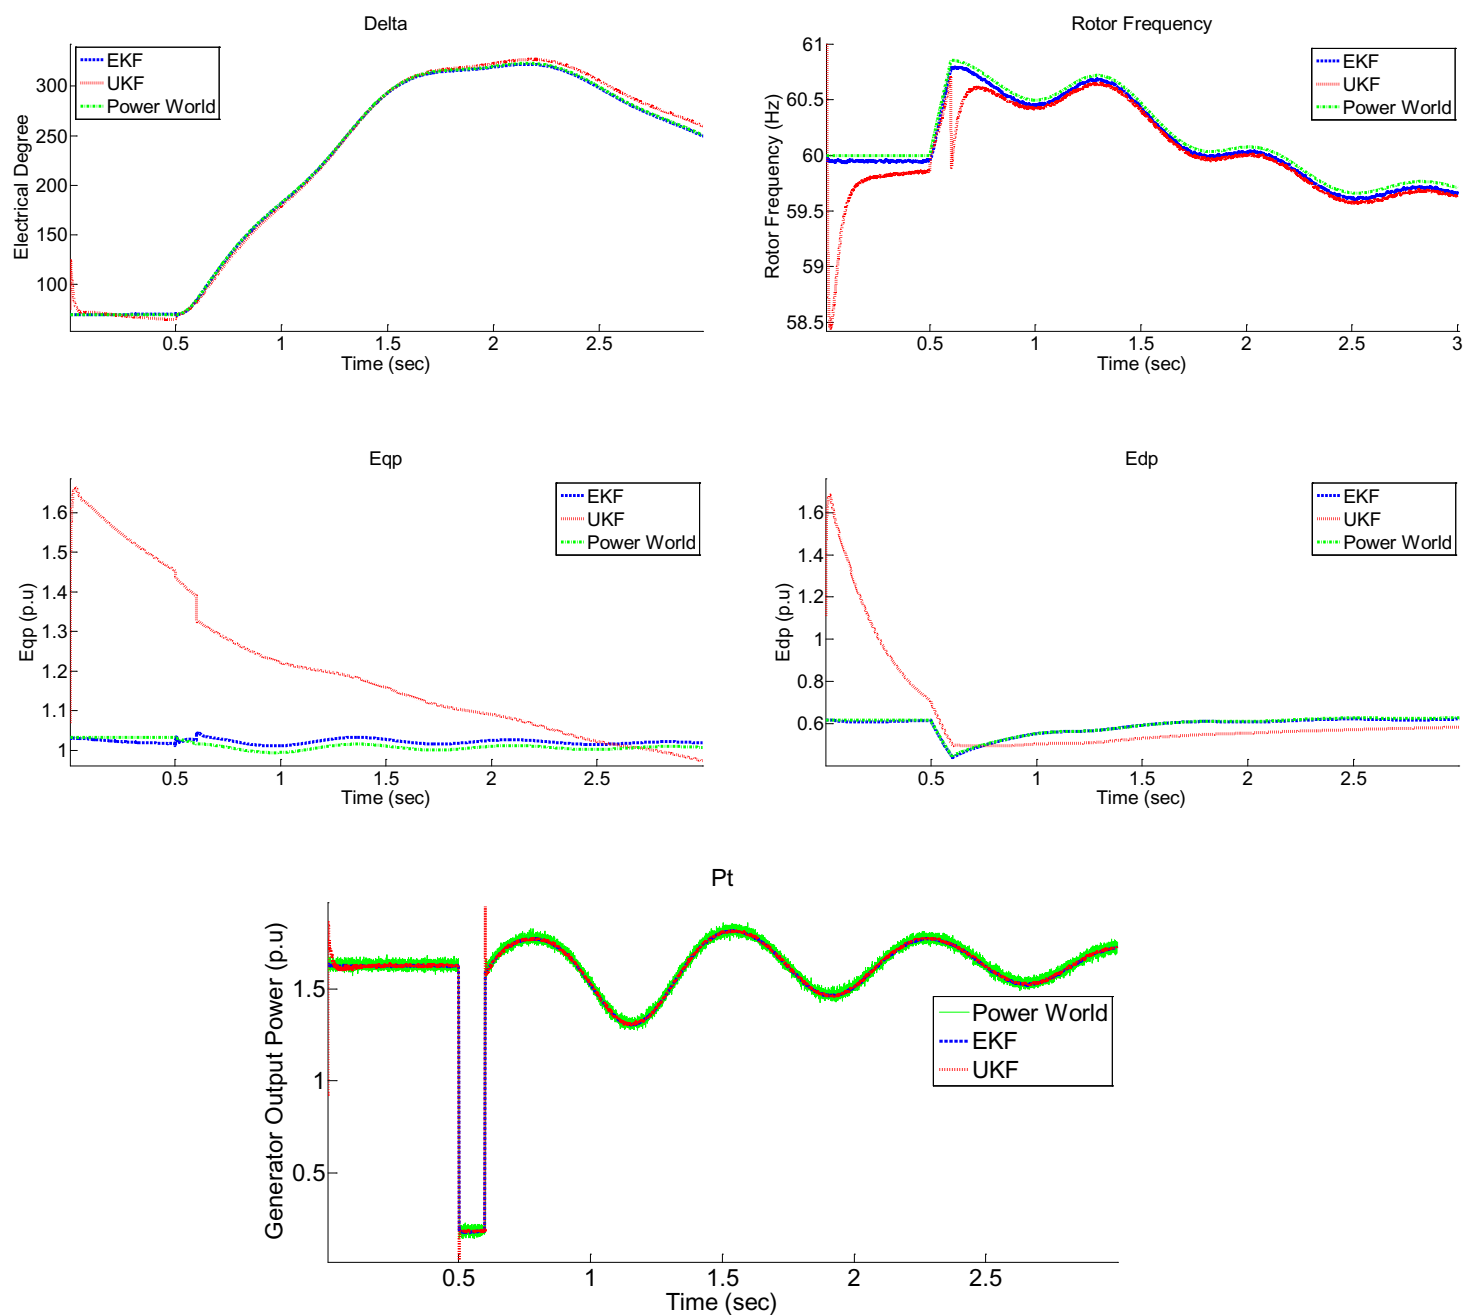 Delta
EKF
UKF
Power World
Electrical Degree
300
250
200
150
100
0.5
1
1.5
2
2.5
Time (sec)
Rotor Frequency
EKF
UKF
Power World
Rotor Frequency (Hz)
61
60.5
60
59.5
59
58.5
0.5
1
1.5
2
2.5
3
Time (sec)
Eqp
EKF
UKF
Power World
Eqp (p.u)
1.6
1.5
1.4
1.3
1.2
1.1
1
0.5
1
1.5
2
2.5
Time (sec)
Edp
EKF
UKF
Power World
Edp (p.u)
1.6
1.4
1.2
1
0.8
0.6
0.5
1
1.5
2
2.5
Time (sec)
Pt
Generator Output Power (p.u)
1.5
1
0.5
Power World
EKF
UKF
0.5
1
1.5
2
2.5
Time (sec)